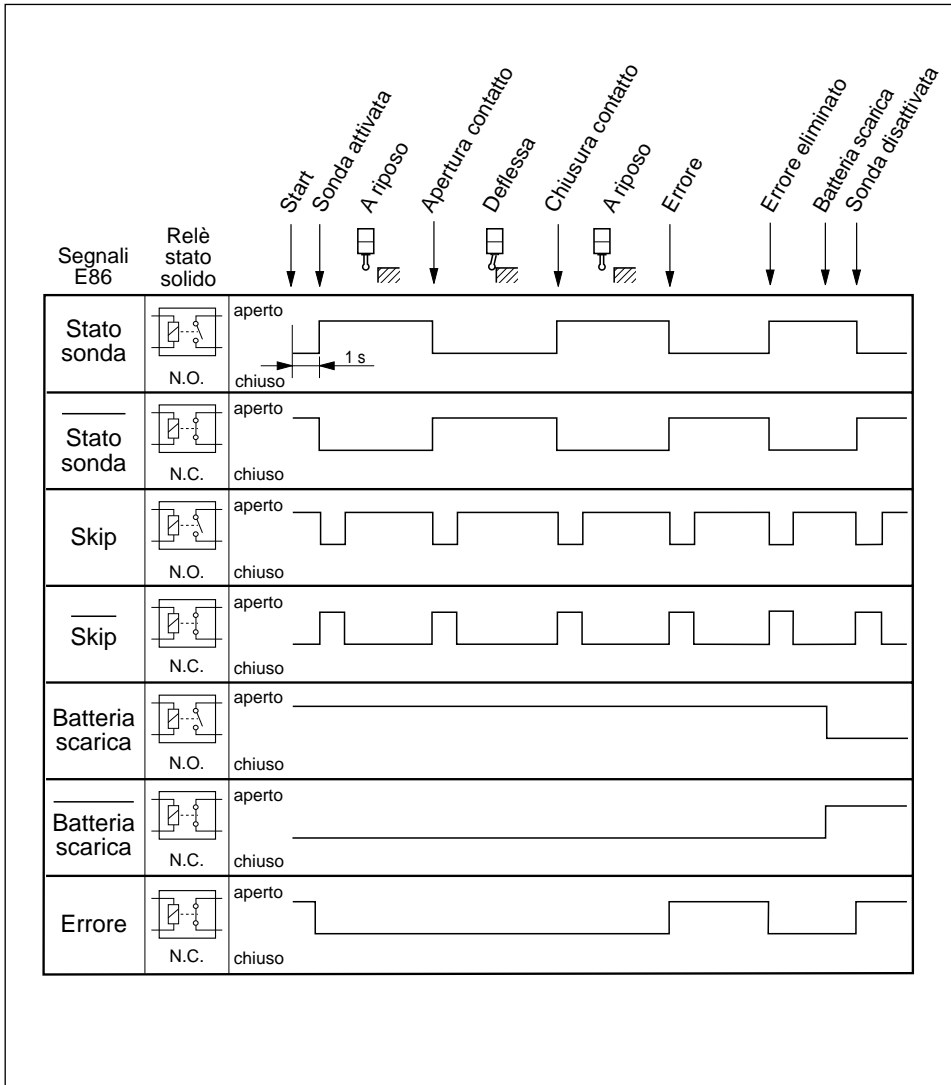 Start
Sonda attivata
A riposo
Apertura contatto
Deflessa
Chiusura contatto
A riposo
Errore
Errore eliminato
Batteria scarica
Sonda disattivata
Segnali
E86
Relè
stato
solido
Stato
sonda
N.O.
aperto
1 s
chiuso
Stato
sonda
N.C.
aperto
chiuso
Skip
N.O.
aperto
chiuso
Skip
N.C.
aperto
chiuso
Batteria
scarica
N.O.
aperto
chiuso
Batteria
scarica
N.C.
aperto
chiuso
Errore
N.C.
aperto
chiuso